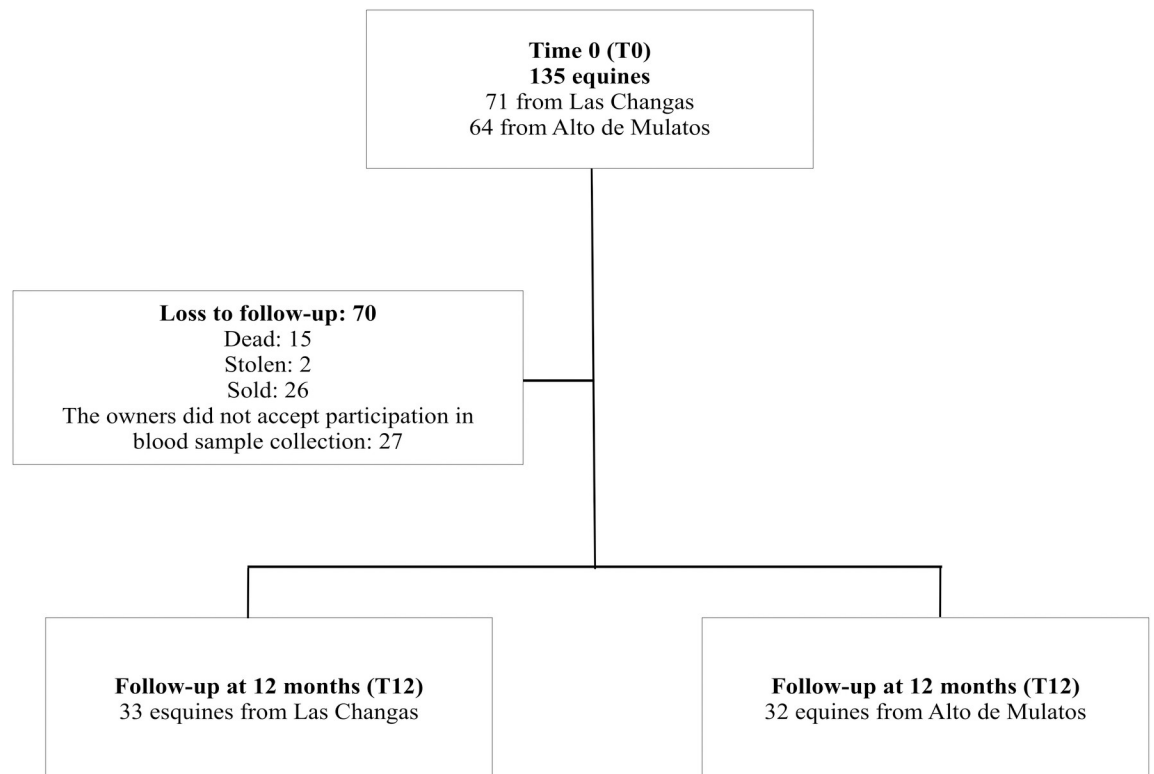 Time 0 (T0)
135 equines
71 from Las Changas
64 from Alto de Mulatos
Loss to follow-up: 70
Dead: 15
Stolen: 2
Sold: 26
The owners did not accept participation in
blood sample collection: 27
Follow-up at 12 months (T12)
33 esquines from Las Changas
Follow-up at 12 months (T12)
32 equines from Alto de Mulatos